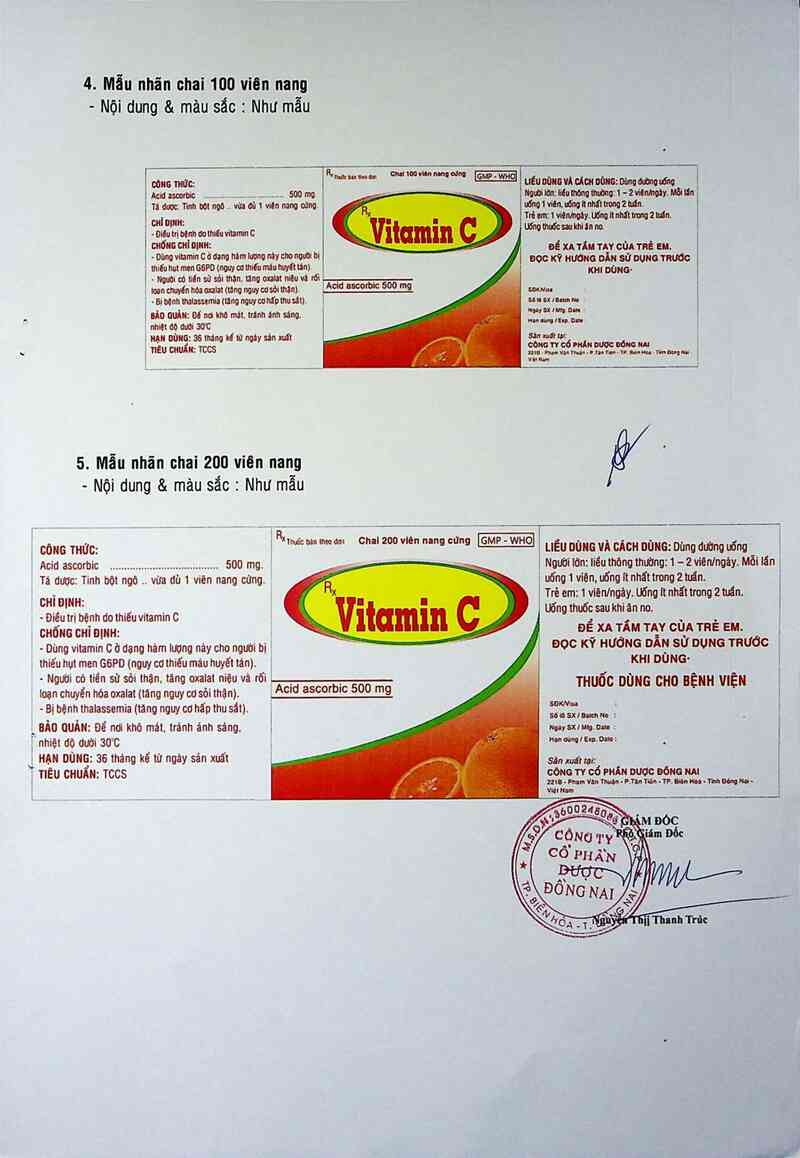 4. Mẫu nhãn chai 100 viên nang
- Nội dung & màu sắc : Như mẫu
CÔNG THỨC:
Acid ascorbic ........................ 500 mg
Tá dược: Tinh bột ngô .. vừa đủ 1 viên nang cứng.
CHỈ ĐỊNH:
- Điều trị bệnh do thiếu vitamin C
CHỐNG CHỈ ĐỊNH:
- Dùng vitamin C ở dạng hàm lượng này cho người bị
thiếu hụt men G6PD (nguy cơ thiếu máu huyết tán).
- Người có tiền sử sỏi thận, tăng oxalat niệu và rối
loạn chuyển hóa oxalat (tăng nguy cơ sỏi thận).
- Bị bệnh thalassemia (tăng nguy cơ hấp thu sắt).
BẢO QUẢN: Để nơi khô mát, tránh ánh sáng,
nhiệt độ dưới 30°C
HẠN DÙNG: 36 tháng kể từ ngày sản xuất
TIÊU CHUẨN: TCCS
Rx Thuốc bán theo đơn Chai 100 viên nang cứng GMP - WHO
Rx
Vitamin C
Acid ascorbic 500 mg
LIỀU DÙNG VÀ CÁCH DÙNG: Dùng đường uống
Người lớn: liều thông thường: 1 – 2 viên/ngày. Mỗi lần
uống 1 viên, uống ít nhất trong 2 tuần.
Trẻ em: 1 viên/ngày. Uống ít nhất trong 2 tuần.
Uống thuốc sau khi ăn no.
ĐỂ XA TẦM TAY CỦA TRẺ EM.
ĐỌC KỸ HƯỚNG DẪN SỬ DỤNG TRƯỚC
KHI DÙNG.
SĐK/Visa
Số lô SX / Batch No :
Ngày SX / Mfg. Date :
Hạn dùng / Exp. Date :
Sản xuất tại:
CÔNG TY CỔ PHẦN DƯỢC ĐỒNG NAI
221B - Phạm Văn Thuận - P.Tân Tiến - TP. Biên Hòa - Tỉnh Đồng Nai -
Việt Nam
5. Mẫu nhãn chai 200 viên nang
- Nội dung & màu sắc : Như mẫu
CÔNG THỨC:
Acid ascorbic .................................... 500 mg.
Tá dược: Tinh bột ngô .. vừa đủ 1 viên nang cứng.
CHỈ ĐỊNH:
- Điều trị bệnh do thiếu vitamin C
CHỐNG CHỈ ĐỊNH:
- Dùng vitamin C ở dạng hàm lượng này cho người bị
thiếu hụt men G6PD (nguy cơ thiếu máu huyết tán).
- Người có tiền sử sỏi thận, tăng oxalat niệu và rối
loạn chuyển hóa oxalat (tăng nguy cơ sỏi thận).
- Bị bệnh thalassemia (tăng nguy cơ hấp thu sắt).
BẢO QUẢN: Để nơi khô mát, tránh ánh sáng,
nhiệt độ dưới 30°C
HẠN DÙNG: 36 tháng kể từ ngày sản xuất
TIÊU CHUẨN: TCCS
Rx Thuốc bán theo đơn Chai 200 viên nang cứng GMP - WHO
Rx
Vitamin C
Acid ascorbic 500 mg
LIỀU DÙNG VÀ CÁCH DÙNG: Dùng đường uống
Người lớn: liều thông thường: 1 – 2 viên/ngày. Mỗi lần
uống 1 viên, uống ít nhất trong 2 tuần.
Trẻ em: 1 viên/ngày. Uống ít nhất trong 2 tuần.
Uống thuốc sau khi ăn no.
ĐỂ XA TẦM TAY CỦA TRẺ EM.
ĐỌC KỸ HƯỚNG DẪN SỬ DỤNG TRƯỚC
KHI DÙNG.
THUỐC DÙNG CHO BỆNH VIỆN
SĐK/Visa :
Số lô SX / Batch No :
Ngày SX / Mfg. Date :
Hạn dùng / Exp. Date :
Sản xuất tại:
CÔNG TY CỔ PHẦN DƯỢC ĐỒNG NAI
221B - Phạm Văn Thuận - P.Tân Tiến - TP. Biên Hòa - Tỉnh Đồng Nai -
Việt Nam
GIÁM ĐỐC
Phó Giám Đốc
M.S.D.N: 3600248086
CÔNG TY
CỔ PHẦN
DƯỢC
ĐỒNG NAI
TP. BIÊN HÒA - T. ĐỒNG NAI
Nguyễn Thị Thanh Trúc